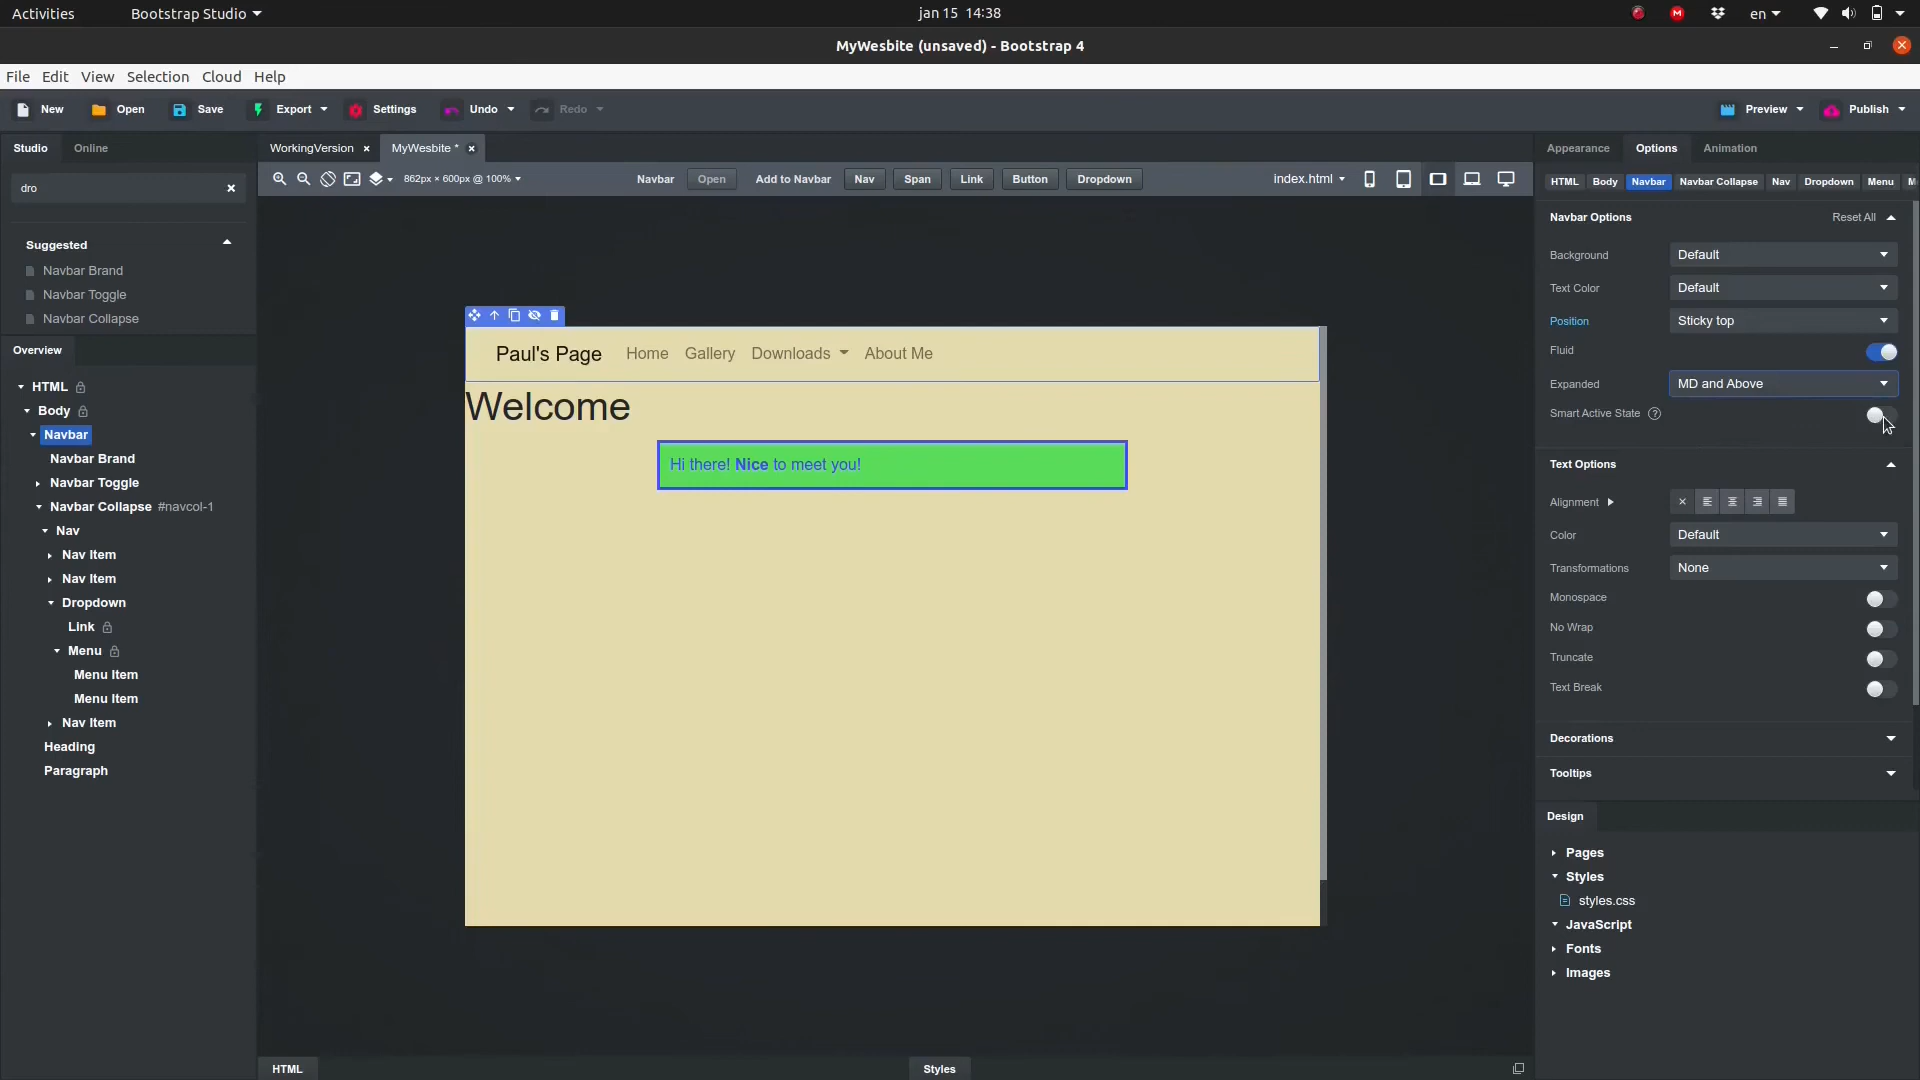 Activities Bootstrap Studio jan 15 14:38 en
MyWesbite (unsaved) - Bootstrap 4
File Edit View Selection Cloud Help
New Open Save Export Settings Undo Redo Preview Publish
Studio Online
dro
Suggested
Navbar Brand
Navbar Toggle
Navbar Collapse
Overview
HTML
Body
Navbar
Navbar Brand
Navbar Toggle
Navbar Collapse #navcol-1
Nav
Nav Item
Nav Item
Dropdown
Link
Menu
Menu Item
Menu Item
Nav Item
Heading
Paragraph
WorkingVersion MyWesbite *
862px × 600px @ 100% Navbar Open Add to Navbar Nav Span Link Button Dropdown index.html
Paul's Page Home Gallery Downloads About Me
Welcome
Hi there! Nice to meet you!
HTML Styles
Appearance Options Animation
HTML Body Navbar Navbar Collapse Nav Dropdown Menu M
Navbar Options Reset All
Background Default
Text Color Default
Position Sticky top
Fluid
Expanded MD and Above
Smart Active State ?
Text Options
Alignment
Color Default
Transformations None
Monospace
No Wrap
Truncate
Text Break
Decorations
Tooltips
Design
Pages
Styles
styles.css
JavaScript
Fonts
Images